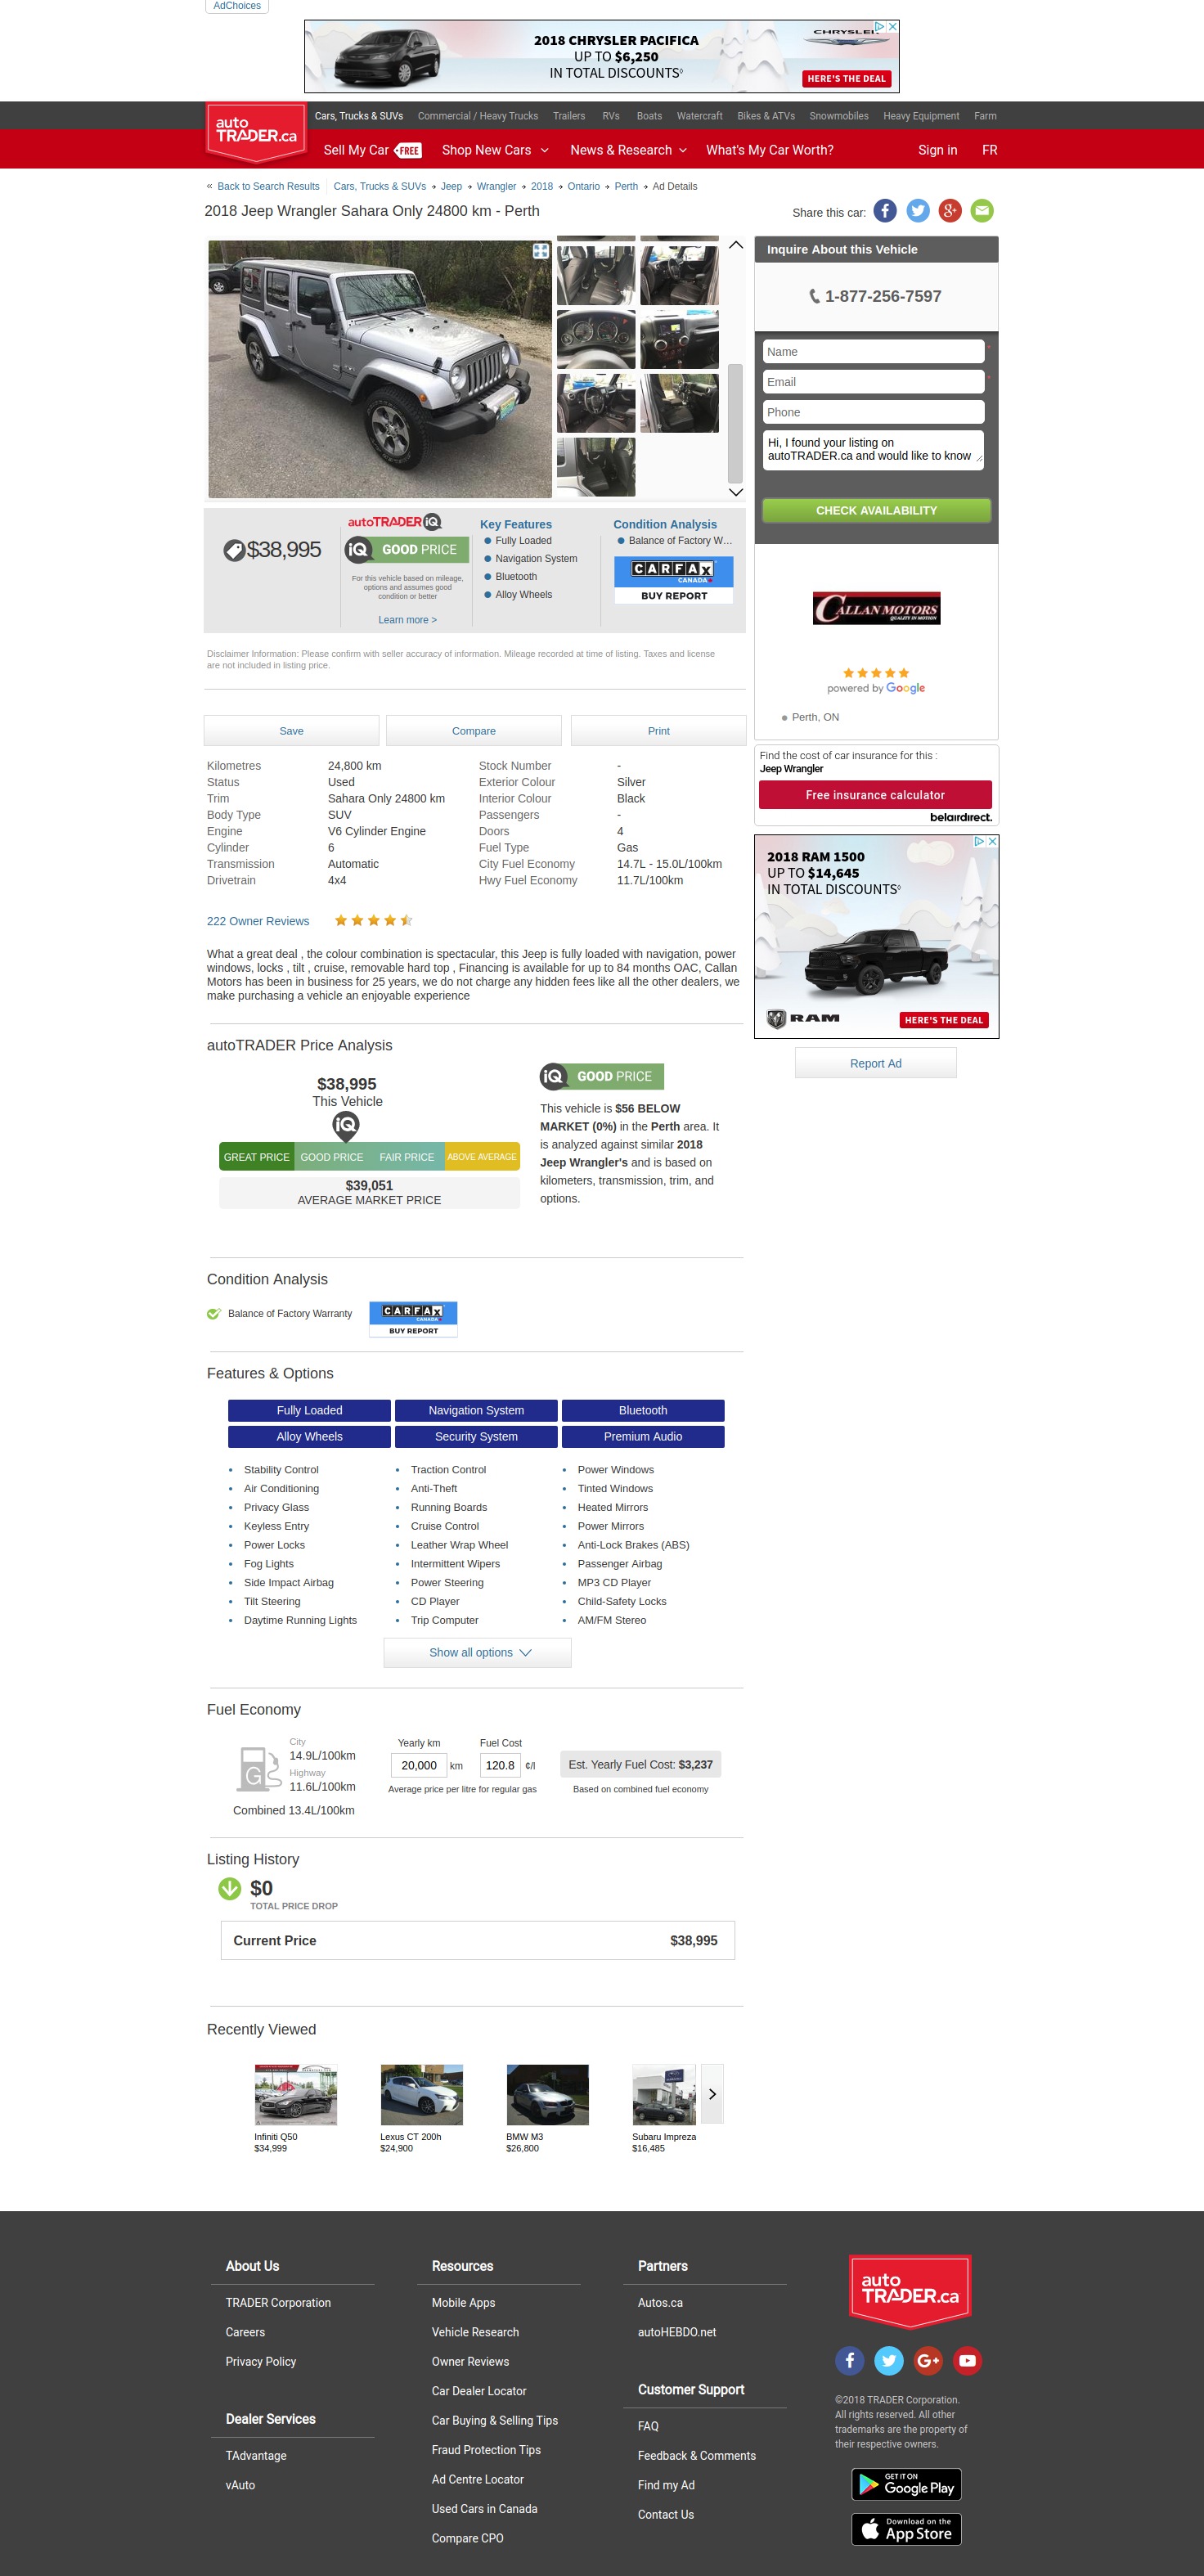 AdChoices
2018 CHRYSLER PACIFICA
UP TO $6,250
IN TOTAL DISCOUNTS◊
CHRYSLER
HERE'S THE DEAL
auto
TRADER.ca
Cars, Trucks & SUVs Commercial / Heavy Trucks Trailers RVs Boats Watercraft Bikes & ATVs Snowmobiles Heavy Equipment Farm
Sell My Car FREE Shop New Cars News & Research What's My Car Worth? Sign in FR
« Back to Search Results Cars, Trucks & SUVs Jeep Wrangler 2018 Ontario Perth Ad Details
2018 Jeep Wrangler Sahara Only 24800 km - Perth
Share this car:
Inquire About this Vehicle
1-877-256-7597
Name *
Email *
Phone
Hi, I found your listing on
autoTRADER.ca and would like to know
CHECK AVAILABILITY
$38,995
autoTRADER iQ
iQ GOOD PRICE
For this vehicle based on mileage,
options and assumes good
condition or better
Learn more >
Key Features
Fully Loaded
Navigation System
Bluetooth
Alloy Wheels
Condition Analysis
Balance of Factory W...
CARFAX
CANADA
BUY REPORT
CALLAN MOTORS
QUALITY IN MOTION
powered by Google
Perth, ON
Disclaimer Information: Please confirm with seller accuracy of information. Mileage recorded at time of listing. Taxes and license
are not included in listing price.
Save Compare Print
Kilometres 24,800 km Stock Number -
Status Used Exterior Colour Silver
Trim Sahara Only 24800 km Interior Colour Black
Body Type SUV Passengers -
Engine V6 Cylinder Engine Doors 4
Cylinder 6 Fuel Type Gas
Transmission Automatic City Fuel Economy 14.7L - 15.0L/100km
Drivetrain 4x4 Hwy Fuel Economy 11.7L/100km
Find the cost of car insurance for this :
Jeep Wrangler
Free insurance calculator
belairdirect.
2018 RAM 1500
UP TO $14,645
IN TOTAL DISCOUNTS◊
RAM
HERE'S THE DEAL
Report Ad
222 Owner Reviews
What a great deal , the colour combination is spectacular, this Jeep is fully loaded with navigation, power
windows, locks , tilt , cruise, removable hard top , Financing is available for up to 84 months OAC, Callan
Motors has been in business for 25 years, we do not charge any hidden fees like all the other dealers, we
make purchasing a vehicle an enjoyable experience
autoTRADER Price Analysis
$38,995
This Vehicle
iQ
GREAT PRICE GOOD PRICE FAIR PRICE ABOVE AVERAGE
$39,051
AVERAGE MARKET PRICE
iQ GOOD PRICE
This vehicle is $56 BELOW
MARKET (0%) in the Perth area. It
is analyzed against similar 2018
Jeep Wrangler's and is based on
kilometers, transmission, trim, and
options.
Condition Analysis
Balance of Factory Warranty
CARFAX
CANADA
BUY REPORT
Features & Options
Fully Loaded Navigation System Bluetooth
Alloy Wheels Security System Premium Audio
Stability Control Traction Control Power Windows
Air Conditioning Anti-Theft Tinted Windows
Privacy Glass Running Boards Heated Mirrors
Keyless Entry Cruise Control Power Mirrors
Power Locks Leather Wrap Wheel Anti-Lock Brakes (ABS)
Fog Lights Intermittent Wipers Passenger Airbag
Side Impact Airbag Power Steering MP3 CD Player
Tilt Steering CD Player Child-Safety Locks
Daytime Running Lights Trip Computer AM/FM Stereo
Show all options
Fuel Economy
G
City
14.9L/100km
Highway
11.6L/100km
Combined 13.4L/100km
Yearly km Fuel Cost
20,000 km 120.8 ¢/l
Average price per litre for regular gas
Est. Yearly Fuel Cost: $3,237
Based on combined fuel economy
Listing History
$0
TOTAL PRICE DROP
Current Price $38,995
Recently Viewed
Infiniti Q50 Lexus CT 200h BMW M3 Subaru Impreza
$34,999 $24,900 $26,800 $16,485
About Us
TRADER Corporation
Careers
Privacy Policy
Dealer Services
TAdvantage
vAuto
Resources
Mobile Apps
Vehicle Research
Owner Reviews
Car Dealer Locator
Car Buying & Selling Tips
Fraud Protection Tips
Ad Centre Locator
Used Cars in Canada
Compare CPO
Partners
Autos.ca
autoHEBDO.net
Customer Support
FAQ
Feedback & Comments
Find my Ad
Contact Us
auto
TRADER.ca
©2018 TRADER Corporation.
All rights reserved. All other
trademarks are the property of
their respective owners.
GET IT ON
Google Play
Download on the
App Store